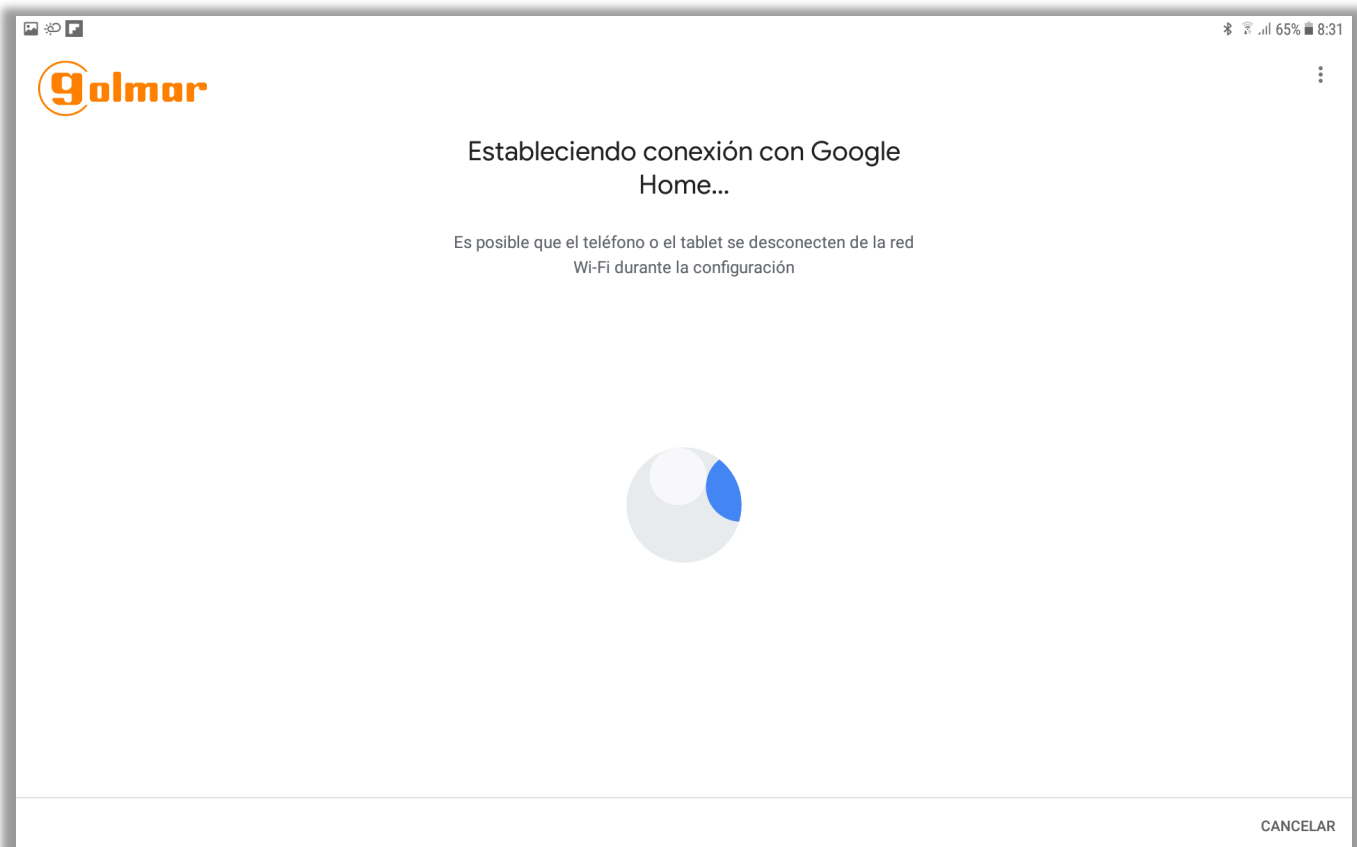 65% 8:31
golmar
Estableciendo conexión con Google
Home...
Es posible que el teléfono o el tablet se desconecten de la red
Wi-Fi durante la configuración
CANCELAR